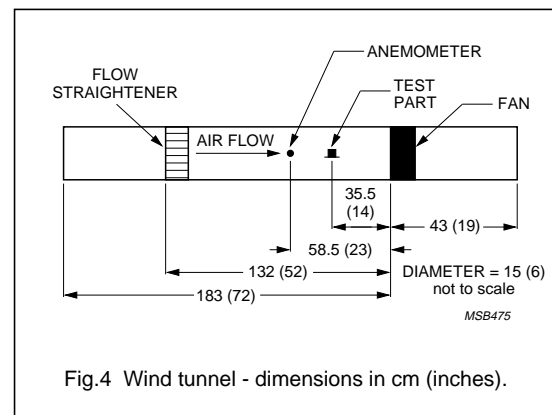 ANEMOMETER
FLOW
STRAIGHTENER
TEST
PART
FAN
AIR FLOW
35.5
(14)
43 (19)
58.5 (23)
132 (52)
DIAMETER = 15 (6)
not to scale
183 (72)
MSB475
Fig.4 Wind tunnel - dimensions in cm (inches).